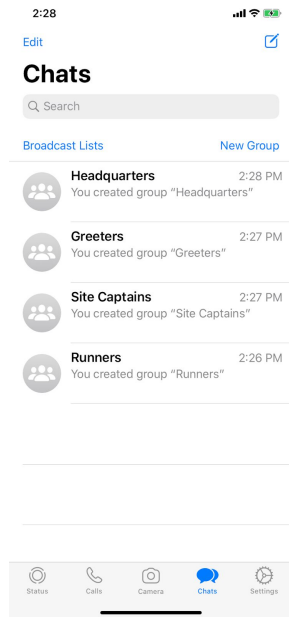 2:28
Edit
Chats
Search
Broadcast Lists New Group
Headquarters 2:28 PM
You created group “Headquarters”
Greeters 2:27 PM
You created group “Greeters”
Site Captains 2:27 PM
You created group “Site Captains”
Runners 2:26 PM
You created group “Runners”
Status Calls Camera Chats Settings